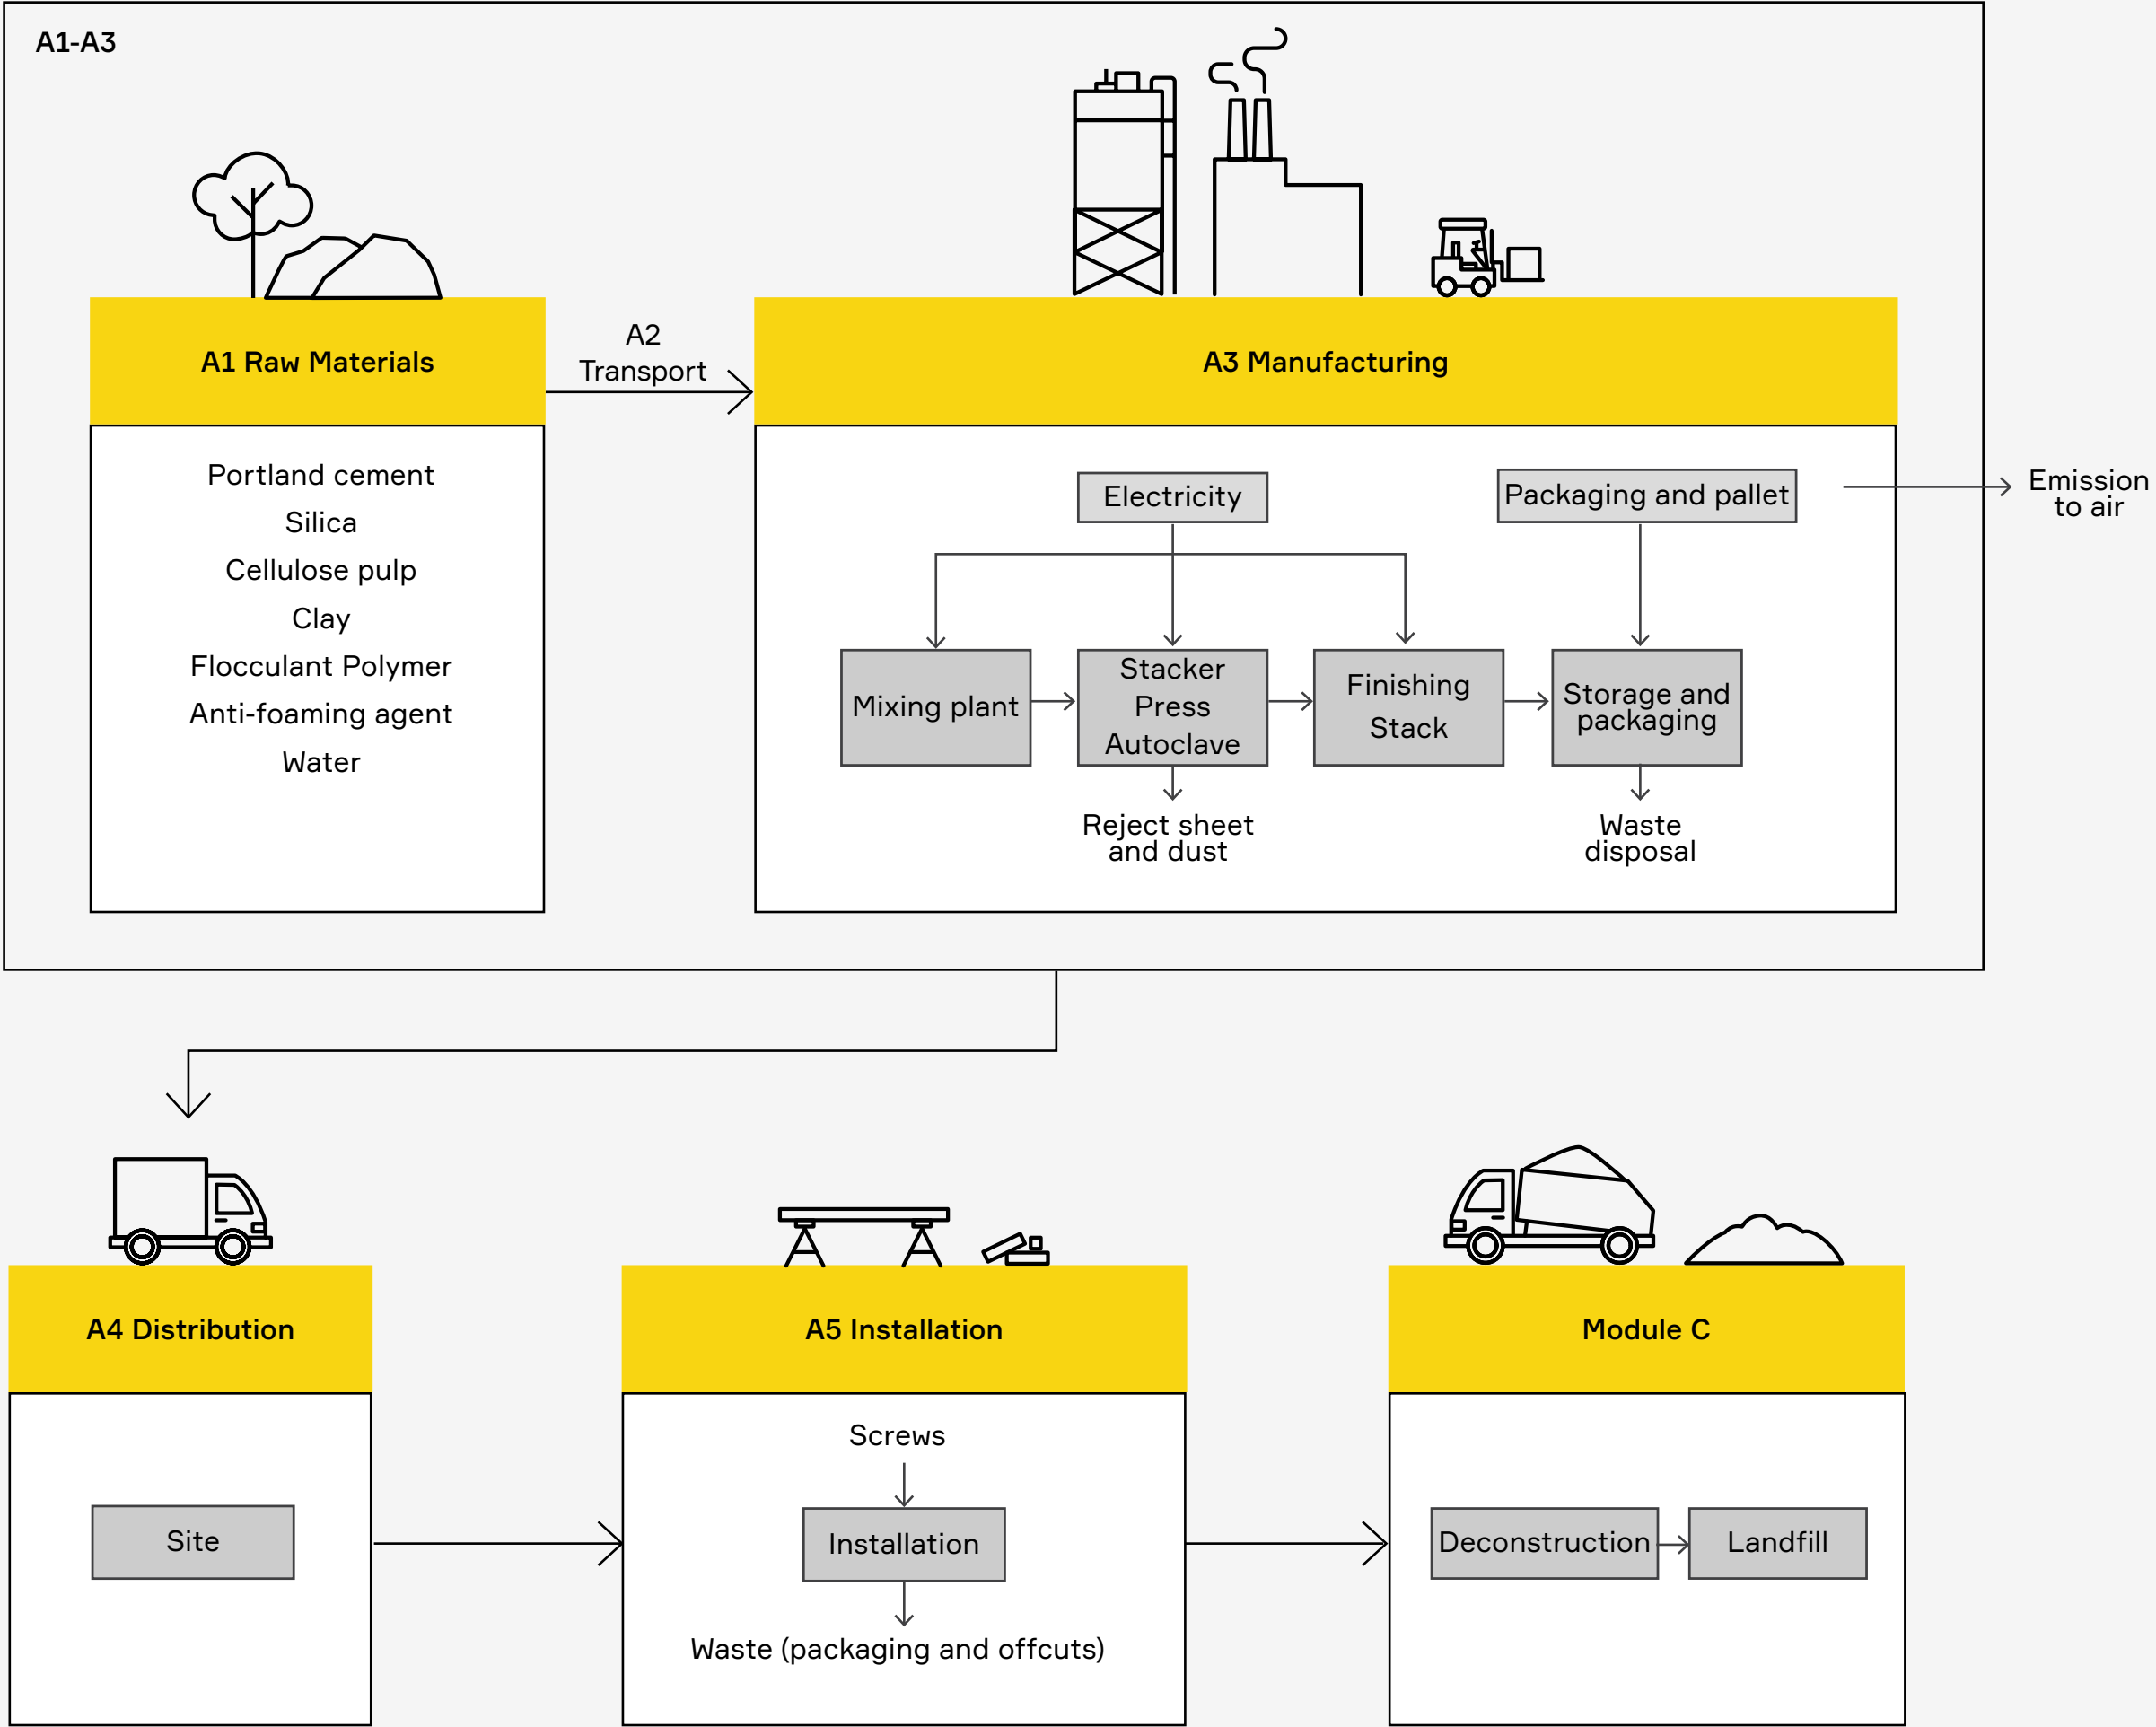 A1-A3
A1 Raw Materials
A2
Transport
A3 Manufacturing
Portland cement
Silica
Cellulose pulp
Clay
Flocculant Polymer
Anti-foaming agent
Water
Electricity
Packaging and pallet
Emission
to air
Mixing plant
Stacker
Press
Autoclave
Finishing
Stack
Storage and
packaging
Reject sheet
and dust
Waste
disposal
A4 Distribution
Site
A5 Installation
Screws
Installation
Waste (packaging and offcuts)
Module C
Deconstruction
Landfill